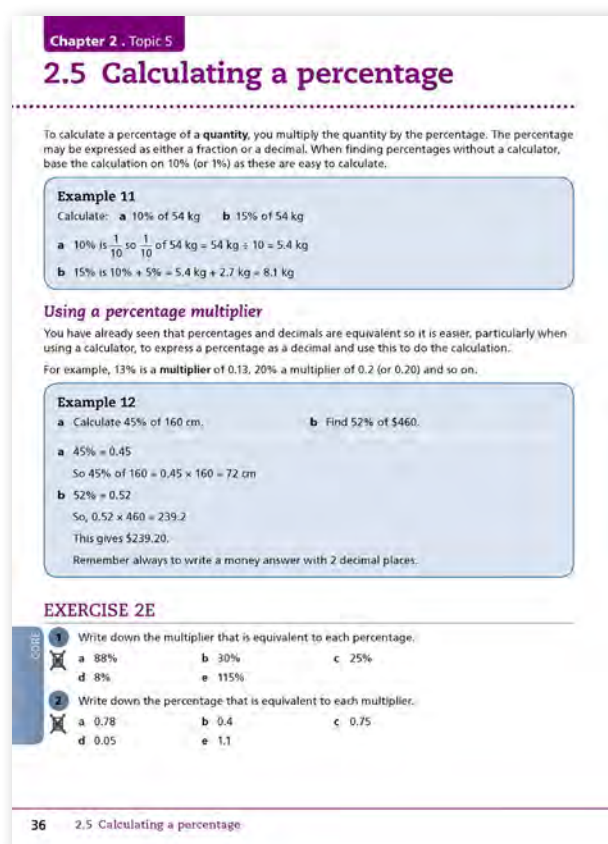 Chapter 2 . Topic 5
2.5 Calculating a percentage
To calculate a percentage of a quantity, you multiply the quantity by the percentage. The percentage
may be expressed as either a fraction or a decimal. When finding percentages without a calculator,
base the calculation on 10% (or 1%) as these are easy to calculate.
Example 11
Calculate: a 10% of 54 kg b 15% of 54 kg
a 10% is 1/10 so 1/10 of 54 kg = 54 kg ÷ 10 = 5.4 kg
b 15% is 10% + 5% = 5.4 kg + 2.7 kg = 8.1 kg
Using a percentage multiplier
You have already seen that percentages and decimals are equivalent so it is easier, particularly when
using a calculator, to express a percentage as a decimal and use this to do the calculation.
For example, 13% is a multiplier of 0.13, 20% a multiplier of 0.2 (or 0.20) and so on.
Example 12
a Calculate 45% of 160 cm. b Find 52% of $460.
a 45% = 0.45
So 45% of 160 = 0.45 × 160 = 72 cm
b 52% = 0.52
So, 0.52 × 460 = 239.2
This gives $239.20.
Remember always to write a money answer with 2 decimal places.
EXERCISE 2E
CORE
1 Write down the multiplier that is equivalent to each percentage.
a 88% b 30% c 25%
d 8% e 115%
2 Write down the percentage that is equivalent to each multiplier.
a 0.78 b 0.4 c 0.75
d 0.05 e 1.1
36 2.5 Calculating a percentage